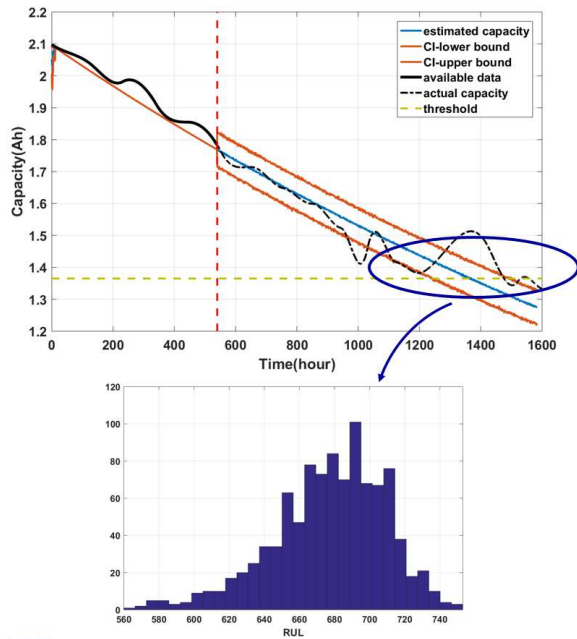 2.2
2.1
2
1.9
1.8
1.7
1.6
1.5
1.4
1.3
1.2
Capacity(Ah)
estimated capacity
CI-lower bound
CI-upper bound
available data
actual capacity
threshold
0 200 400 600 800 1000 1200 1400 1600
Time(hour)
120
100
80
60
40
20
0
560 580 600 620 640 660 680 700 720 740
RUL